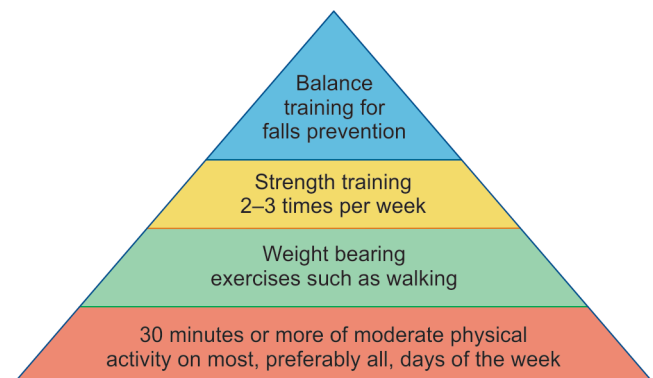 Balance
training for
falls prevention
Strength training
2–3 times per week
Weight bearing
exercises such as walking
30 minutes or more of moderate physical
activity on most, preferably all, days of the week